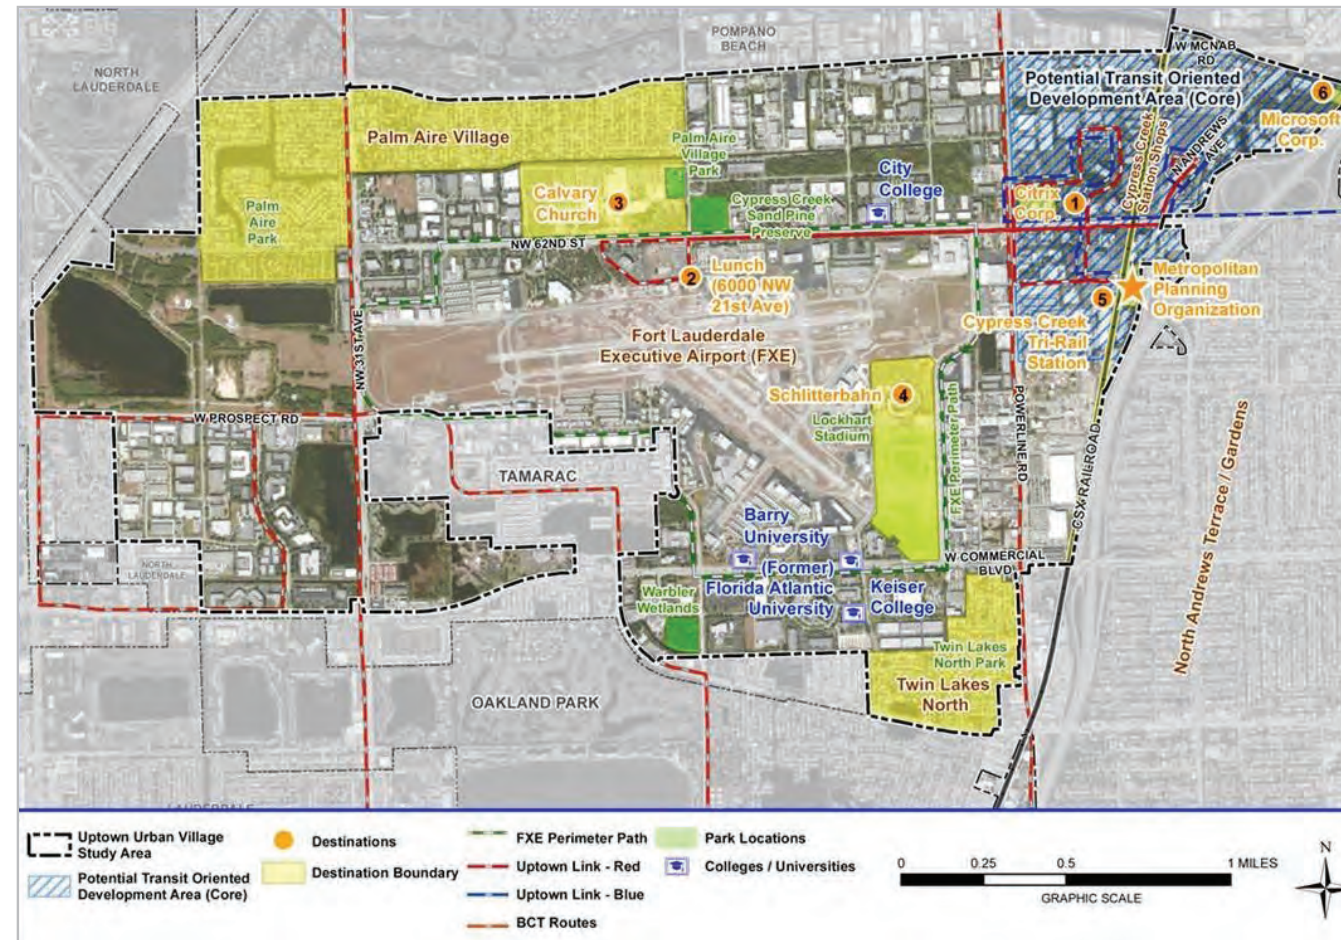 POMPANO
BEACH
NORTH
LAUDERDALE
W MCNAB
RD
Potential Transit Oriented
Development Area (Core)
6
Microsoft
Corp.
Palm Aire Village
Palm Aire
Village
Park
Cypress Creek
Station Shops
N ANDREWS
AVE
City
College
Calvary
Church
3
Citrix
Corp.
1
Palm
Aire
Park
Cypress Creek
Sand Pine
Preserve
NW 62ND ST
2
Lunch
(6000 NW
21st Ave)
Metropolitan
Planning
Organization
5
Cypress Creek
Tri-Rail
Station
Fort Lauderdale
Executive Airport (FXE)
NW 31ST AVE
Schlitterbahn
4
Lockhart
Stadium
FXE Perimeter Path
POWERLINE RD
CSX RAILROAD
North Andrews Terrace / Gardens
W PROSPECT RD
TAMARAC
Barry
University
W COMMERCIAL
BLVD
NORTH
LAUDERDALE
(Former)
Florida Atlantic
University
Keiser
College
Warbler
Wetlands
Twin Lakes
North Park
Twin Lakes
North
OAKLAND PARK
LAUDERDALE
Uptown Urban Village
Study Area
Potential Transit Oriented
Development Area (Core)
Destinations
Destination Boundary
FXE Perimeter Path
Uptown Link - Red
Uptown Link - Blue
BCT Routes
Park Locations
Colleges / Universities
0 0.25 0.5 1 MILES
GRAPHIC SCALE
N